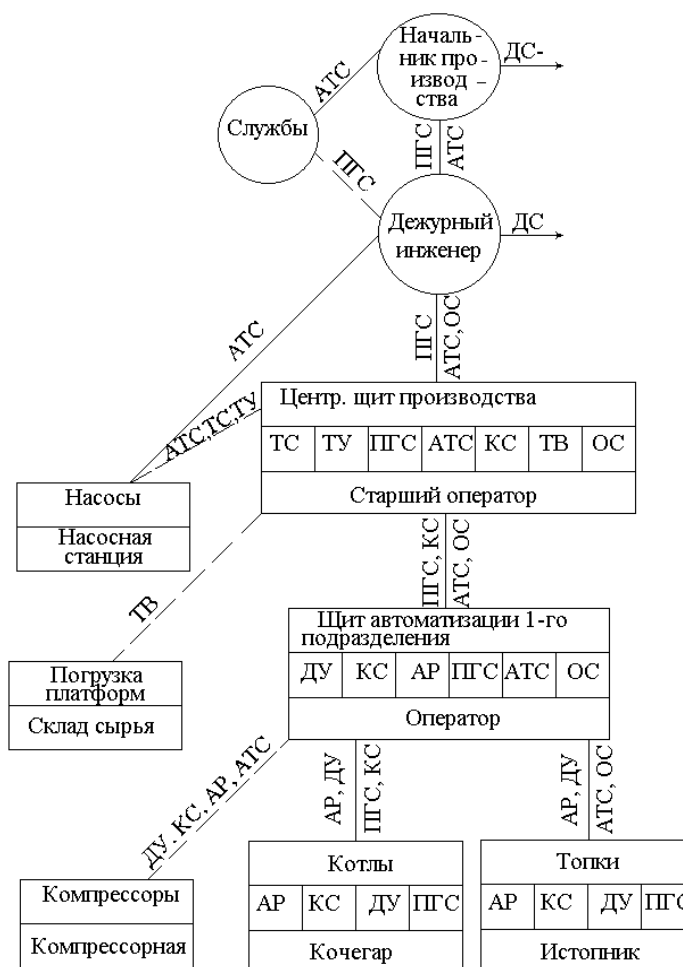 Началь-
ник про-
извод –
ства
ДС-
АТС
Службы
ПГС
ПГС
АТС
Дежурный
инженер
ДС
АТС
ПГС
АТС,ОС
АТС,ТС,ТУ
Центр. щит производства
ТС ТУ ПГС АТС КС ТВ ОС
Старший оператор
Насосы
Насосная
станция
ТВ
ПГС, КС
АТС, ОС
Щит автоматизации 1-го
подразделения
ДУ КС АР ПГС АТС ОС
Оператор
Погрузка
платформ
Склад сырья
ДУ. КС, АР, АТС
АР, ДУ
ПГС, КС
АР, ДУ
АТС, ОС
Компрессоры
Компрессорная
Котлы
АР КС ДУ ПГС
Кочегар
Топки
АР КС ДУ ПГС
Истопник